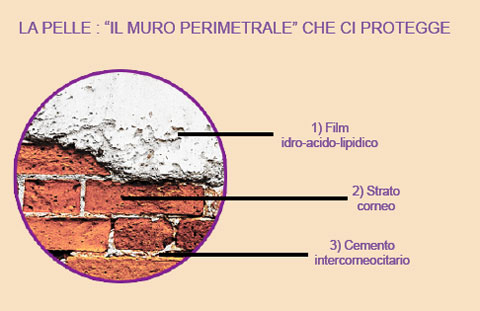 LA PELLE : “IL MURO PERIMETRALE” CHE CI PROTEGGE
1) Film
idro-acido-lipidico
2) Strato
corneo
3) Cemento
intercorneocitario